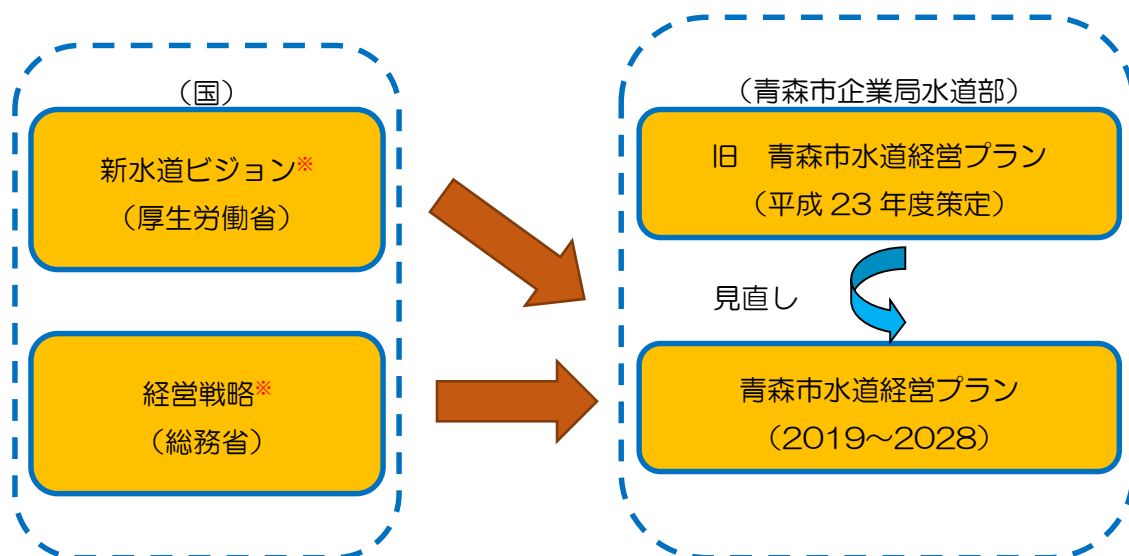 （国）
新水道ビジョン※
（厚生労働省）
経営戦略※
（総務省）
（青森市企業局水道部）
旧　青森市水道経営プラン
（平成 23 年度策定）
見直し
青森市水道経営プラン
（2019～2028）